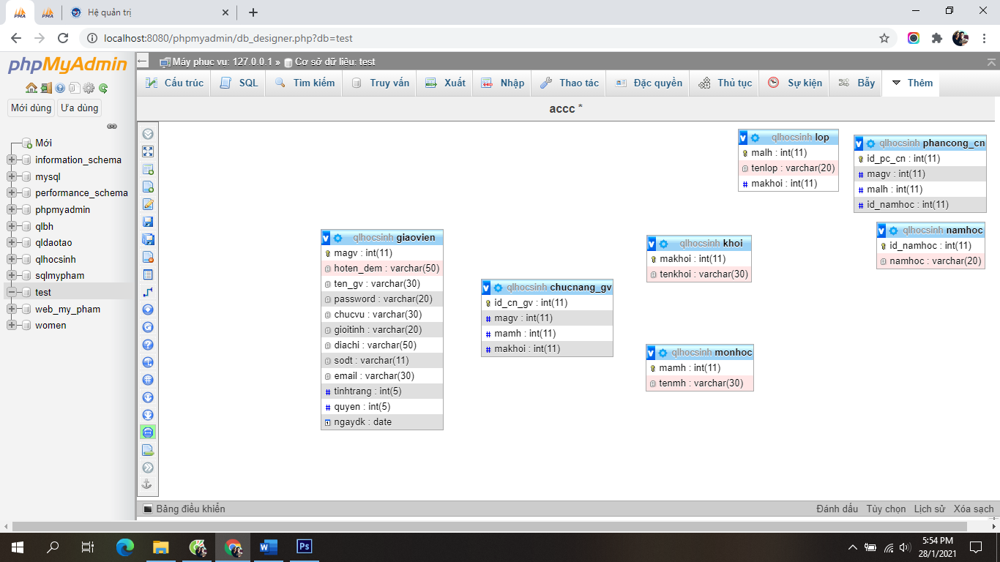 Hệ quản trị
localhost:8080/phpmyadmin/db_designer.php?db=test
phpMyAdmin
Mới dùng
Ưa dùng
Mới
information_schema
mysql
performance_schema
phpmyadmin
qlbh
qldaotao
qlhocsinh
sqlmypham
test
web_my_pham
women
Máy phục vụ: 127.0.0.1 » Cơ sở dữ liệu: test
Cấu trúc
SQL
Tìm kiếm
Truy vấn
Xuất
Nhập
Thao tác
Đặc quyền
Thủ tục
Sự kiện
Bẫy
Thêm
accc *
qlhocsinh giaovien
magv : int(11)
hoten_dem : varchar(50)
ten_gv : varchar(30)
password : varchar(20)
chucvu : varchar(30)
gioitinh : varchar(20)
diachi : varchar(50)
sodt : varchar(11)
email : varchar(30)
tinhtrang : int(5)
quyen : int(5)
ngaydk : date
qlhocsinh chucnang_gv
id_cn_gv : int(11)
magv : int(11)
mamh : int(11)
makhoi : int(11)
qlhocsinh khoi
makhoi : int(11)
tenkhoi : varchar(30)
qlhocsinh monhoc
mamh : int(11)
tenmh : varchar(30)
qlhocsinh lop
malh : int(11)
tenlop : varchar(20)
makhoi : int(11)
qlhocsinh phancong_cn
id_pc_cn : int(11)
magv : int(11)
malh : int(11)
id_namhoc : int(11)
qlhocsinh namhoc
id_namhoc : int(11)
namhoc : varchar(20)
Bảng điều khiển
Đánh dấu
Tùy chọn
Lịch sử
Xóa sạch
5:54 PM
28/1/2021